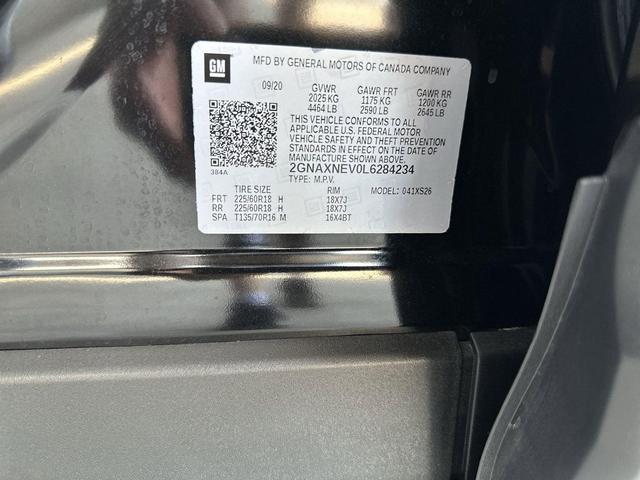 GM MFD BY GENERAL MOTORS OF CANADA COMPANY
09/20 GVWR GAWR FRT GAWR RR
2025 KG 1175 KG 1200 KG
4464 LB 2590 LB 2645 LB
THIS VEHICLE CONFORMS TO ALL
APPLICABLE U.S. FEDERAL MOTOR
VEHICLE SAFETY AND THEFT PREVENTION
STANDARDS IN EFFECT ON THE DATE OF
MANUFACTURE SHOWN ABOVE.
384A 2GNAXNEV0L6284234
TYPE: M.P.V.
TIRE SIZE RIM MODEL: 041XS26
FRT 225/60R18 H 18X7J
RR 225/60R18 H 18X7J
SPA T135/70R16 M 16X4BT